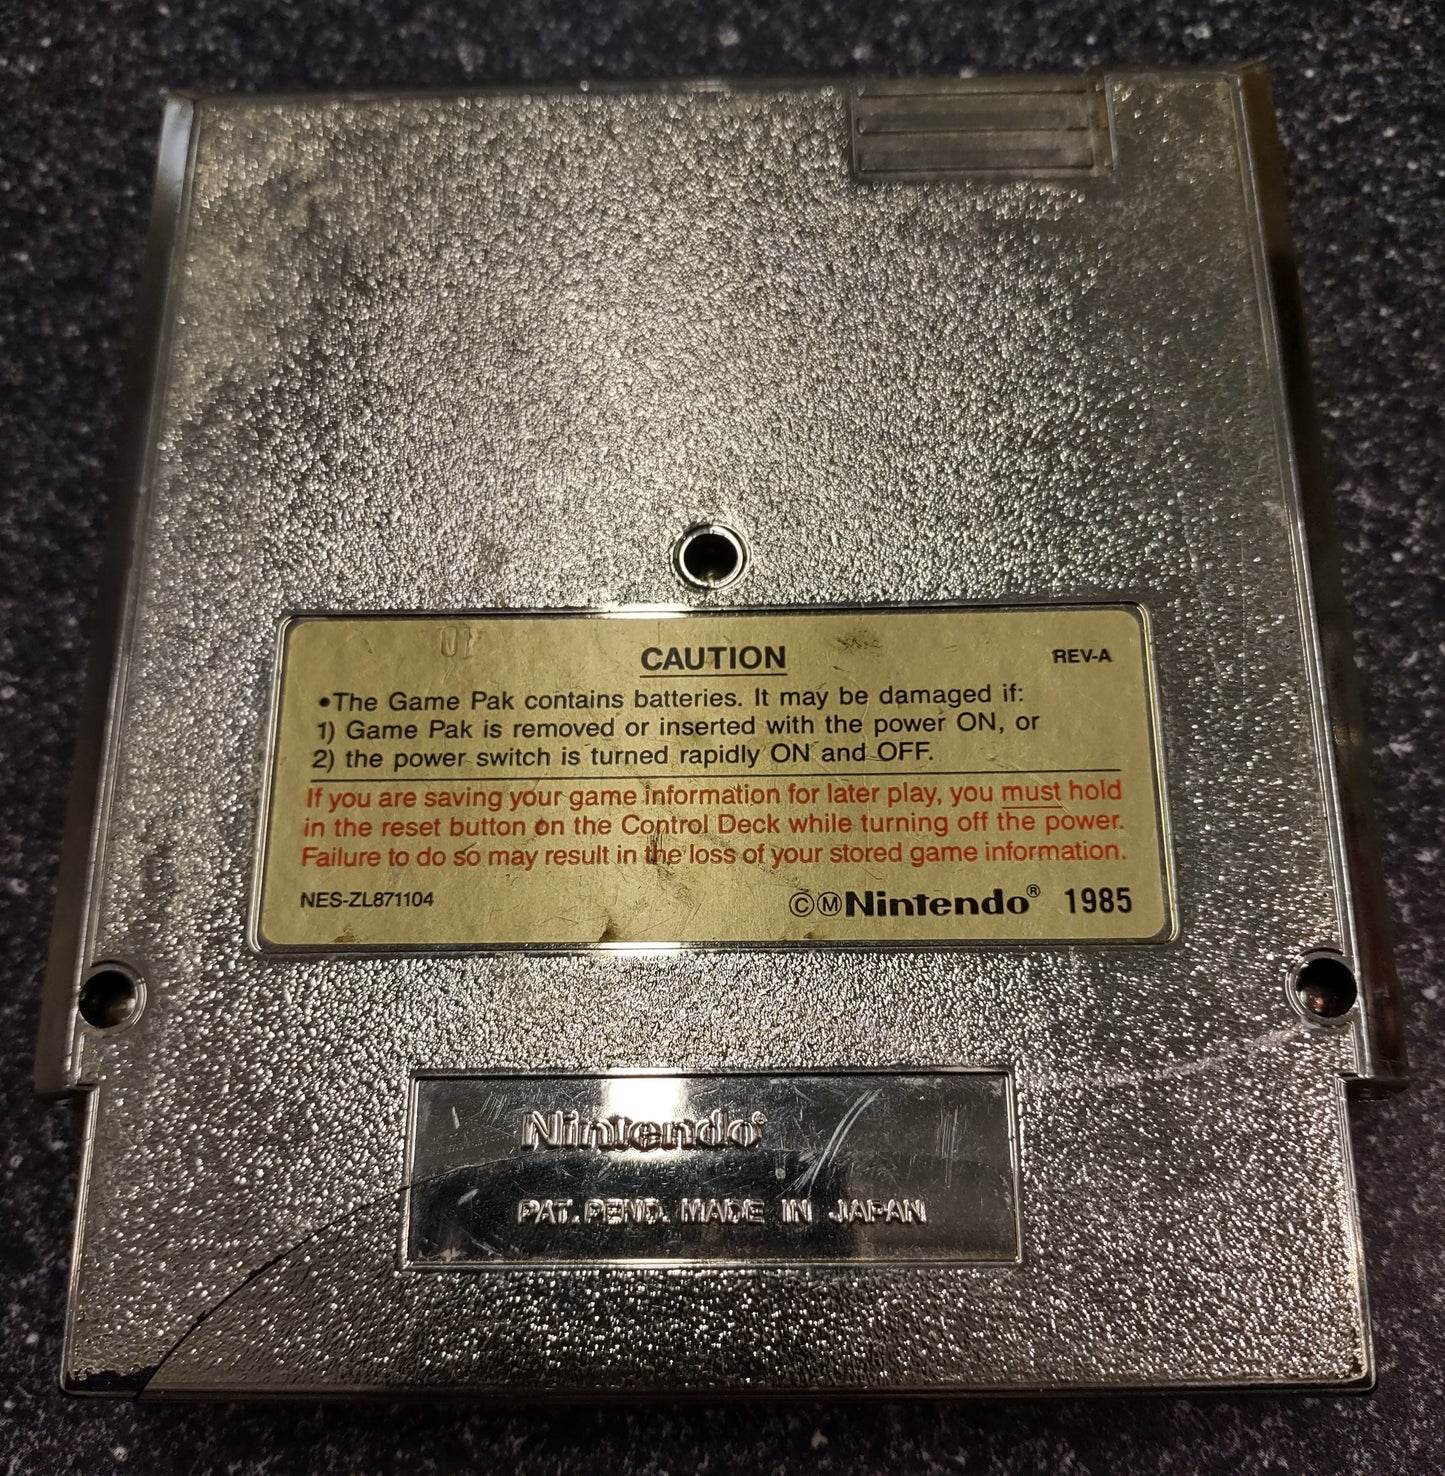 01
CAUTION
REV-A
•The Game Pak contains batteries. It may be damaged if:
1) Game Pak is removed or inserted with the power ON, or
2) the power switch is turned rapidly ON and OFF.
If you are saving your game information for later play, you must hold
in the reset button on the Control Deck while turning off the power.
Failure to do so may result in the loss of your stored game information.
NES-ZL871104
©ⓂNintendo® 1985
Nintendo®
PAT. PEND. MADE IN JAPAN